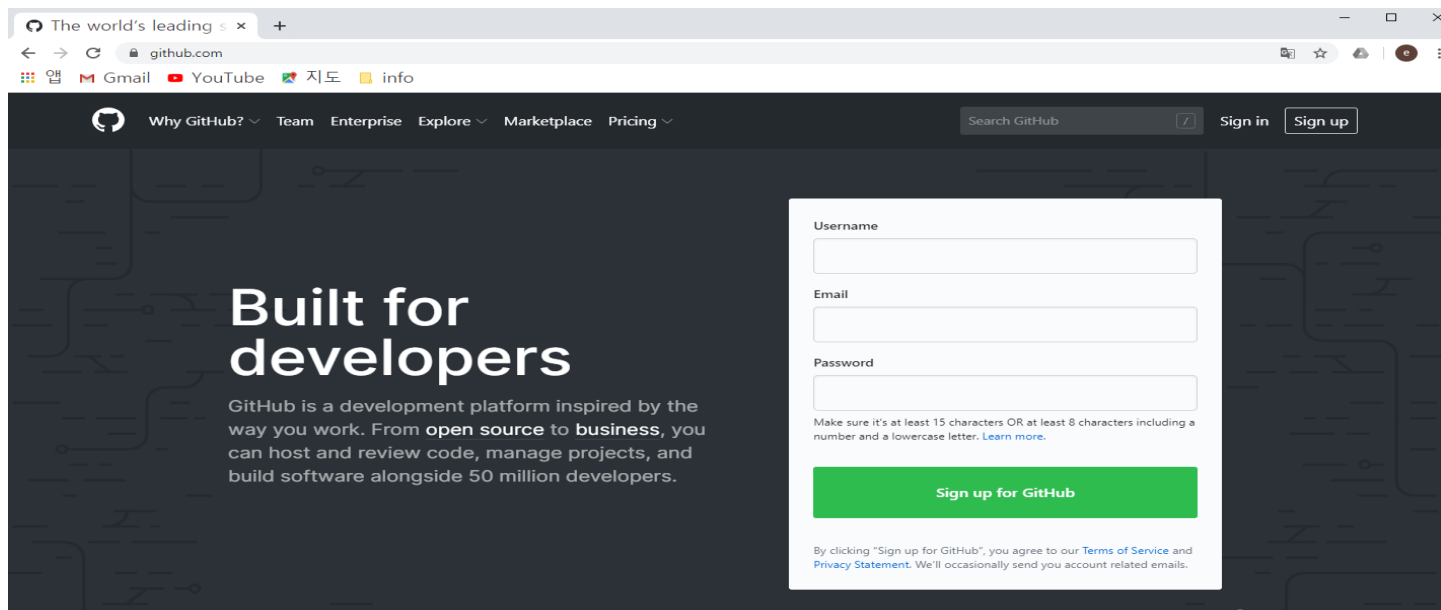 The world's leading s
github.com
앱 Gmail YouTube 지도 info
Why GitHub? Team Enterprise Explore Marketplace Pricing Search GitHub / Sign in Sign up
Built for
developers
GitHub is a development platform inspired by the
way you work. From open source to business, you
can host and review code, manage projects, and
build software alongside 50 million developers.
Username
Email
Password
Make sure it's at least 15 characters OR at least 8 characters including a
number and a lowercase letter. Learn more.
Sign up for GitHub
By clicking "Sign up for GitHub", you agree to our Terms of Service and
Privacy Statement. We'll occasionally send you account related emails.